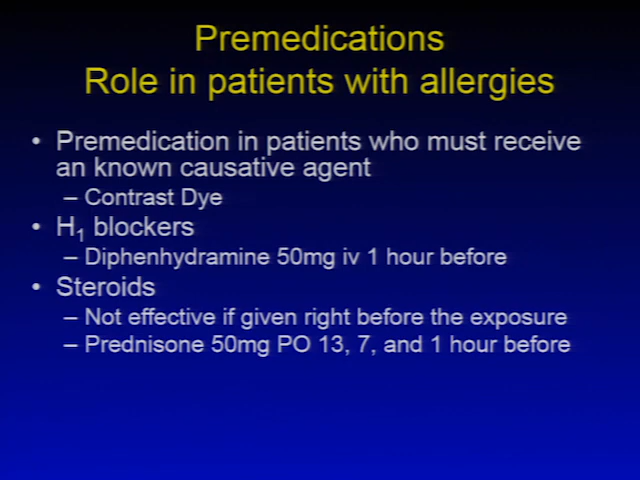 Premedications
Role in patients with allergies
• Premedication in patients who must receive
an known causative agent
– Contrast Dye
• H₁ blockers
– Diphenhydramine 50mg iv 1 hour before
• Steroids
– Not effective if given right before the exposure
– Prednisone 50mg PO 13, 7, and 1 hour before